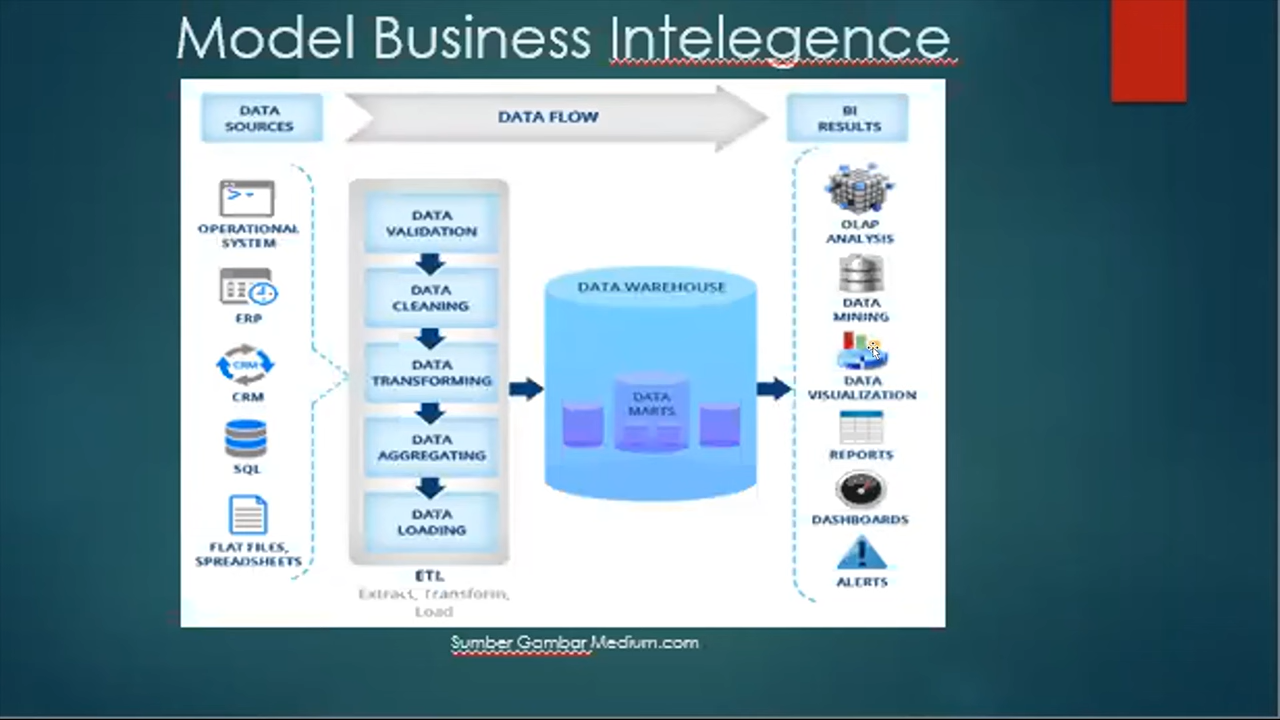 Model Business Intelegence
DATA
SOURCES
DATA FLOW
BI
RESULTS
OPERATIONAL
SYSTEM
ERP
CRM
CRM
SQL
FLAT FILES,
SPREADSHEETS
DATA
VALIDATION
DATA
CLEANING
DATA
TRANSFORMING
DATA
AGGREGATING
DATA
LOADING
ETL
Extract, Transform,
Load
DATA WAREHOUSE
DATA
MARTS
OLAP
ANALYSIS
DATA
MINING
DATA
VISUALIZATION
REPORTS
DASHBOARDS
ALERTS
Sumber Gambar Medium.com